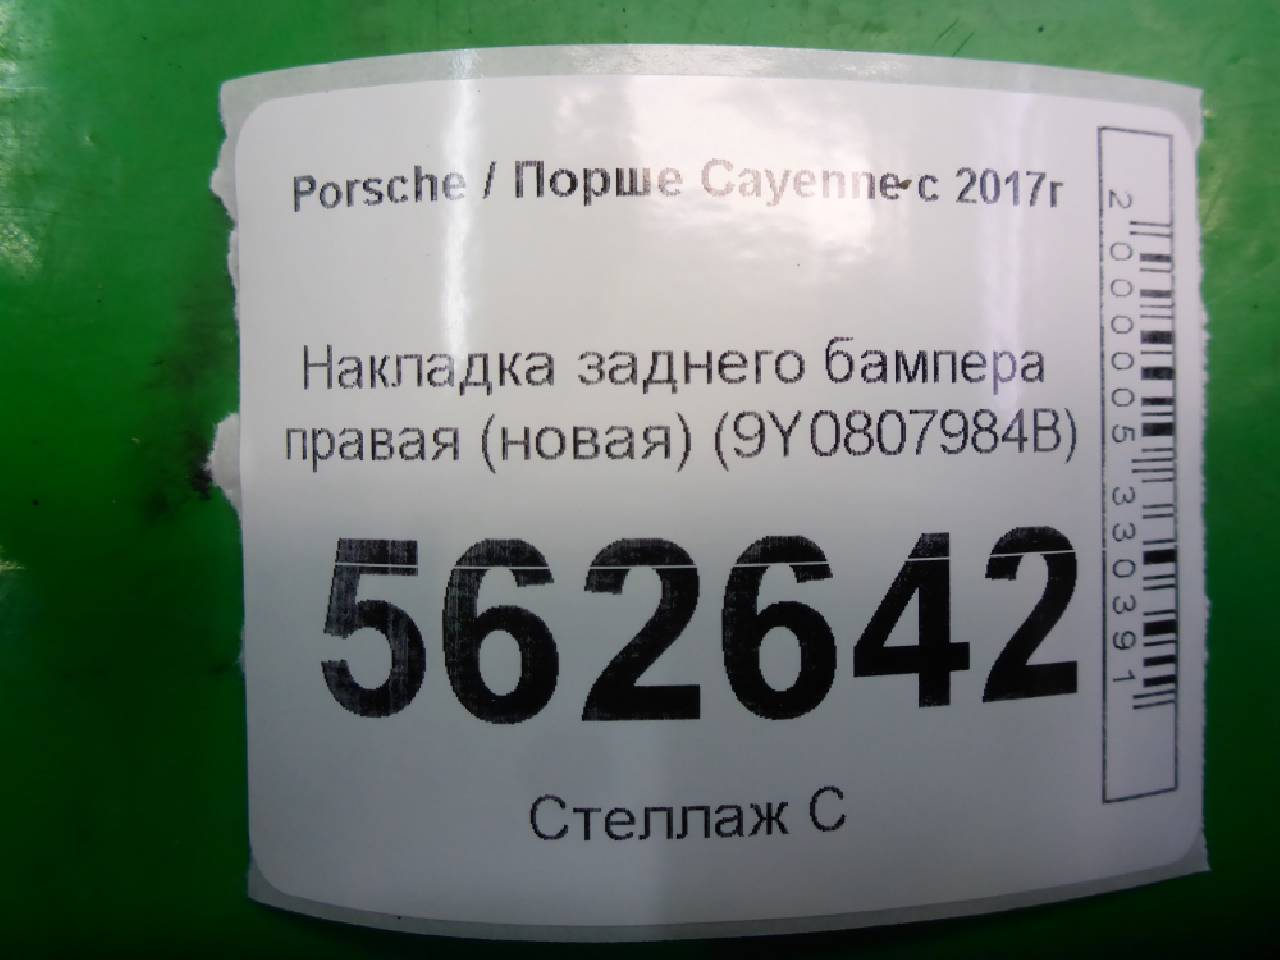 Porsche / Порше Cayenne с 2017г
Накладка заднего бампера
правая (новая) (9Y0807984B)
562642
Стеллаж С
2000005330391